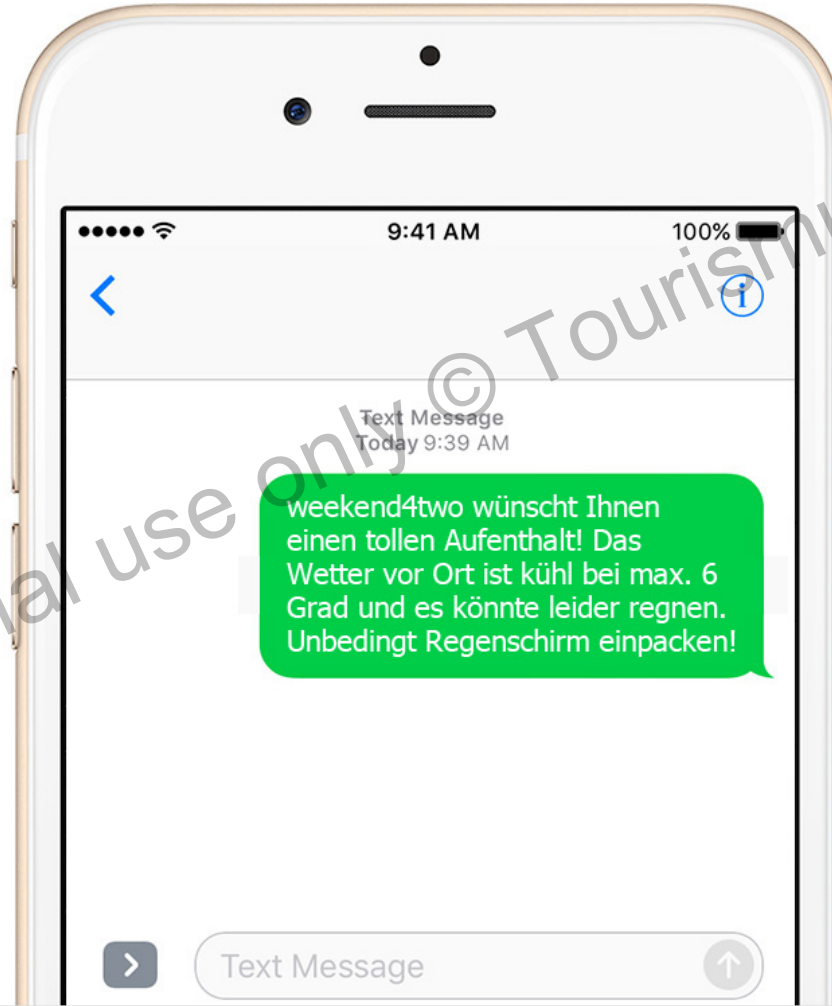 9:41 AM
100%
Text Message
Today 9:39 AM
weekend4two wünscht Ihnen
einen tollen Aufenthalt! Das
Wetter vor Ort ist kühl bei max. 6
Grad und es könnte leider regnen.
Unbedingt Regenschirm einpacken!
Text Message
use only ©